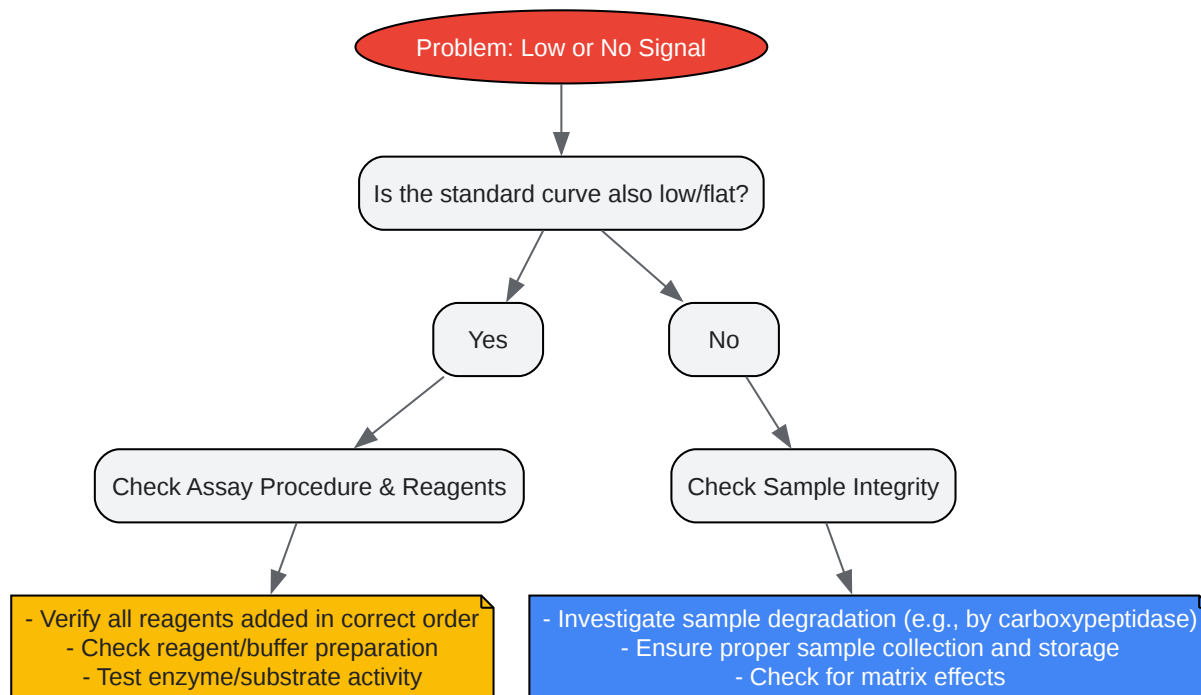 Problem: Low or No Signal
Is the standard curve also low/flat?
Yes
No
Check Assay Procedure & Reagents
Check Sample Integrity
- Verify all reagents added in correct order
- Check reagent/buffer preparation
- Test enzyme/substrate activity
- Investigate sample degradation (e.g., by carboxypeptidase)
- Ensure proper sample collection and storage
- Check for matrix effects